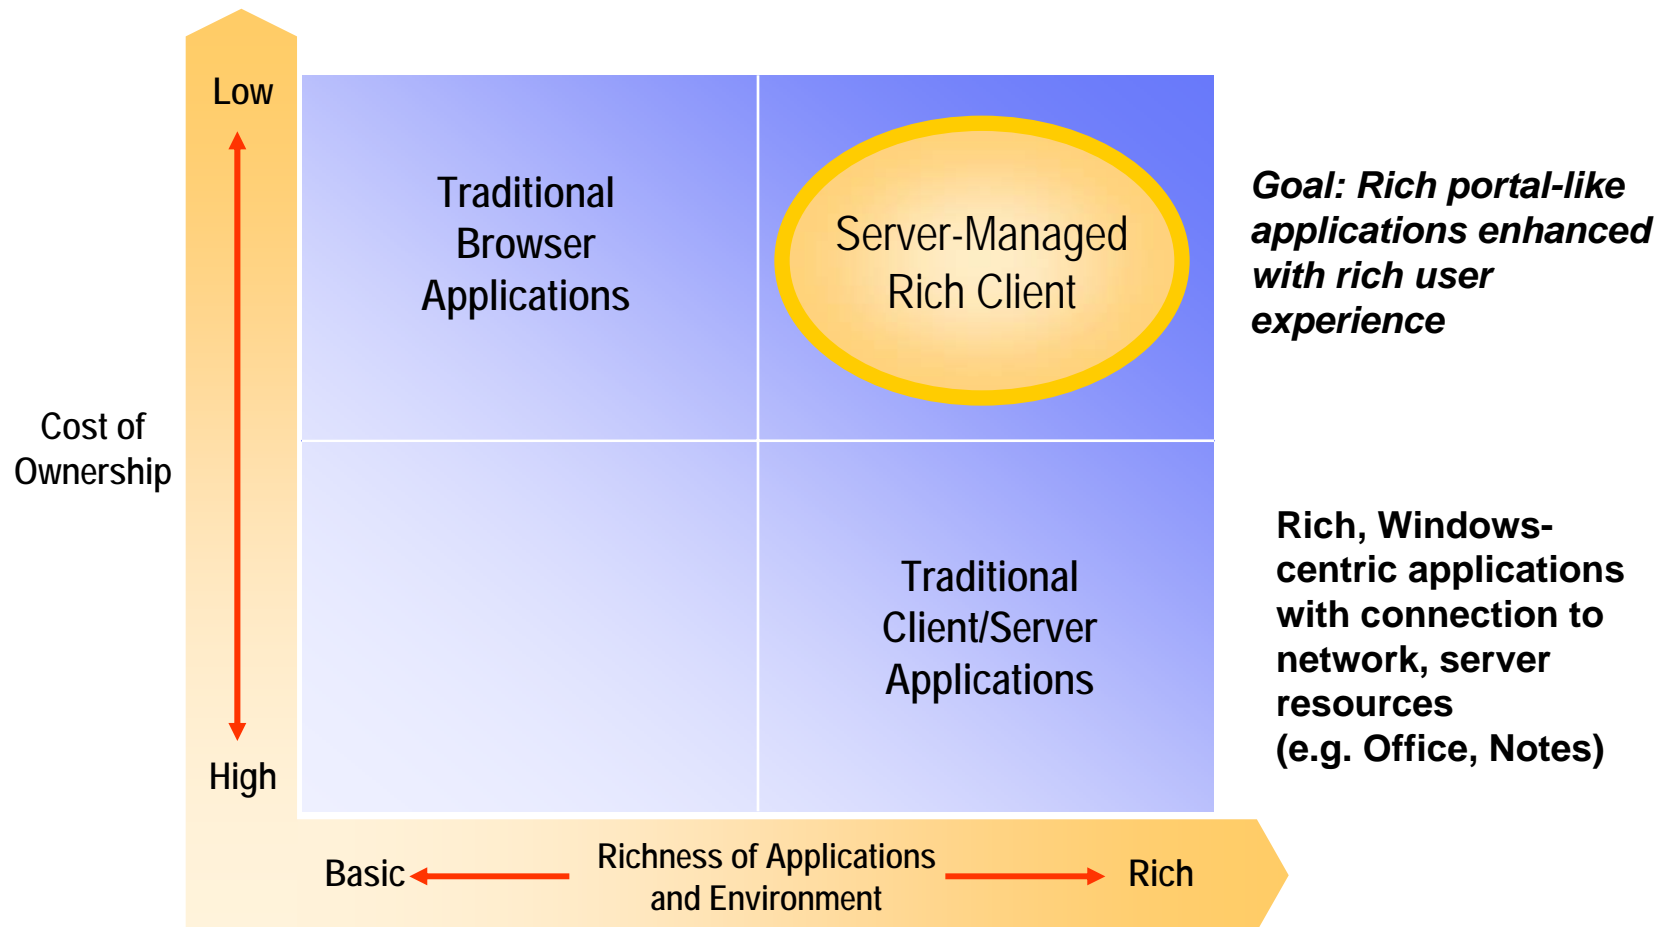 Low
Traditional
Browser
Applications
Server-Managed
Rich Client
Goal: Rich portal-like
applications enhanced
with rich user
experience
Cost of
Ownership
Rich, Windows-
centric applications
with connection to
network, server
resources
(e.g. Office, Notes)
Traditional
Client/Server
Applications
High
Basic
Richness of Applications
and Environment
Rich